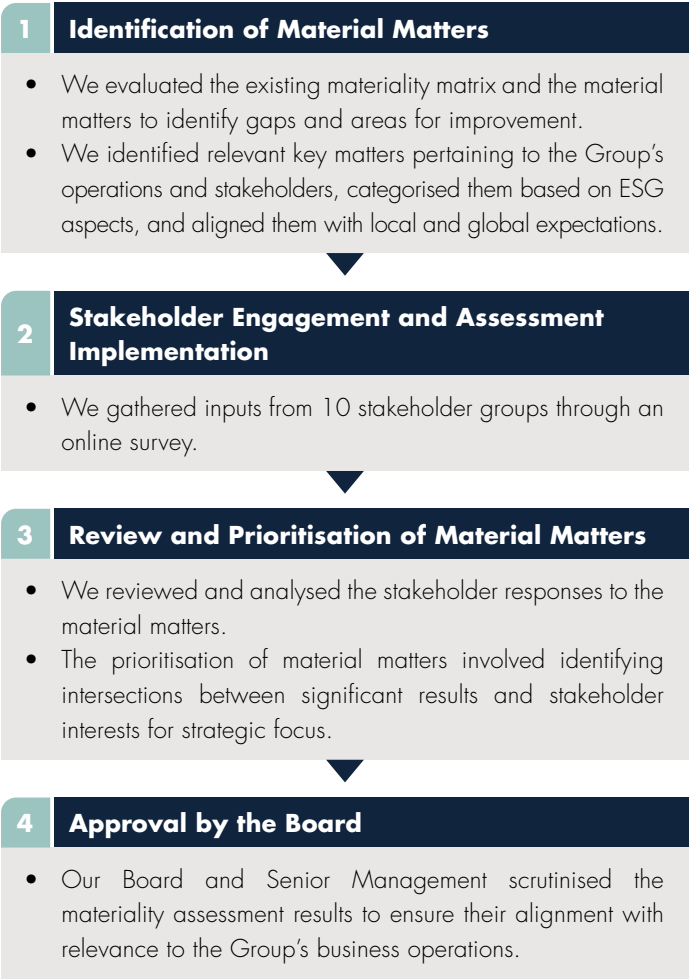 1 Identification of Material Matters
• We evaluated the existing materiality matrix and the material
matters to identify gaps and areas for improvement.
• We identified relevant key matters pertaining to the Group’s
operations and stakeholders, categorised them based on ESG
aspects, and aligned them with local and global expectations.
2 Stakeholder Engagement and Assessment
Implementation
• We gathered inputs from 10 stakeholder groups through an
online survey.
3 Review and Prioritisation of Material Matters
• We reviewed and analysed the stakeholder responses to the
material matters.
• The prioritisation of material matters involved identifying
intersections between significant results and stakeholder
interests for strategic focus.
4 Approval by the Board
• Our Board and Senior Management scrutinised the
materiality assessment results to ensure their alignment with
relevance to the Group’s business operations.